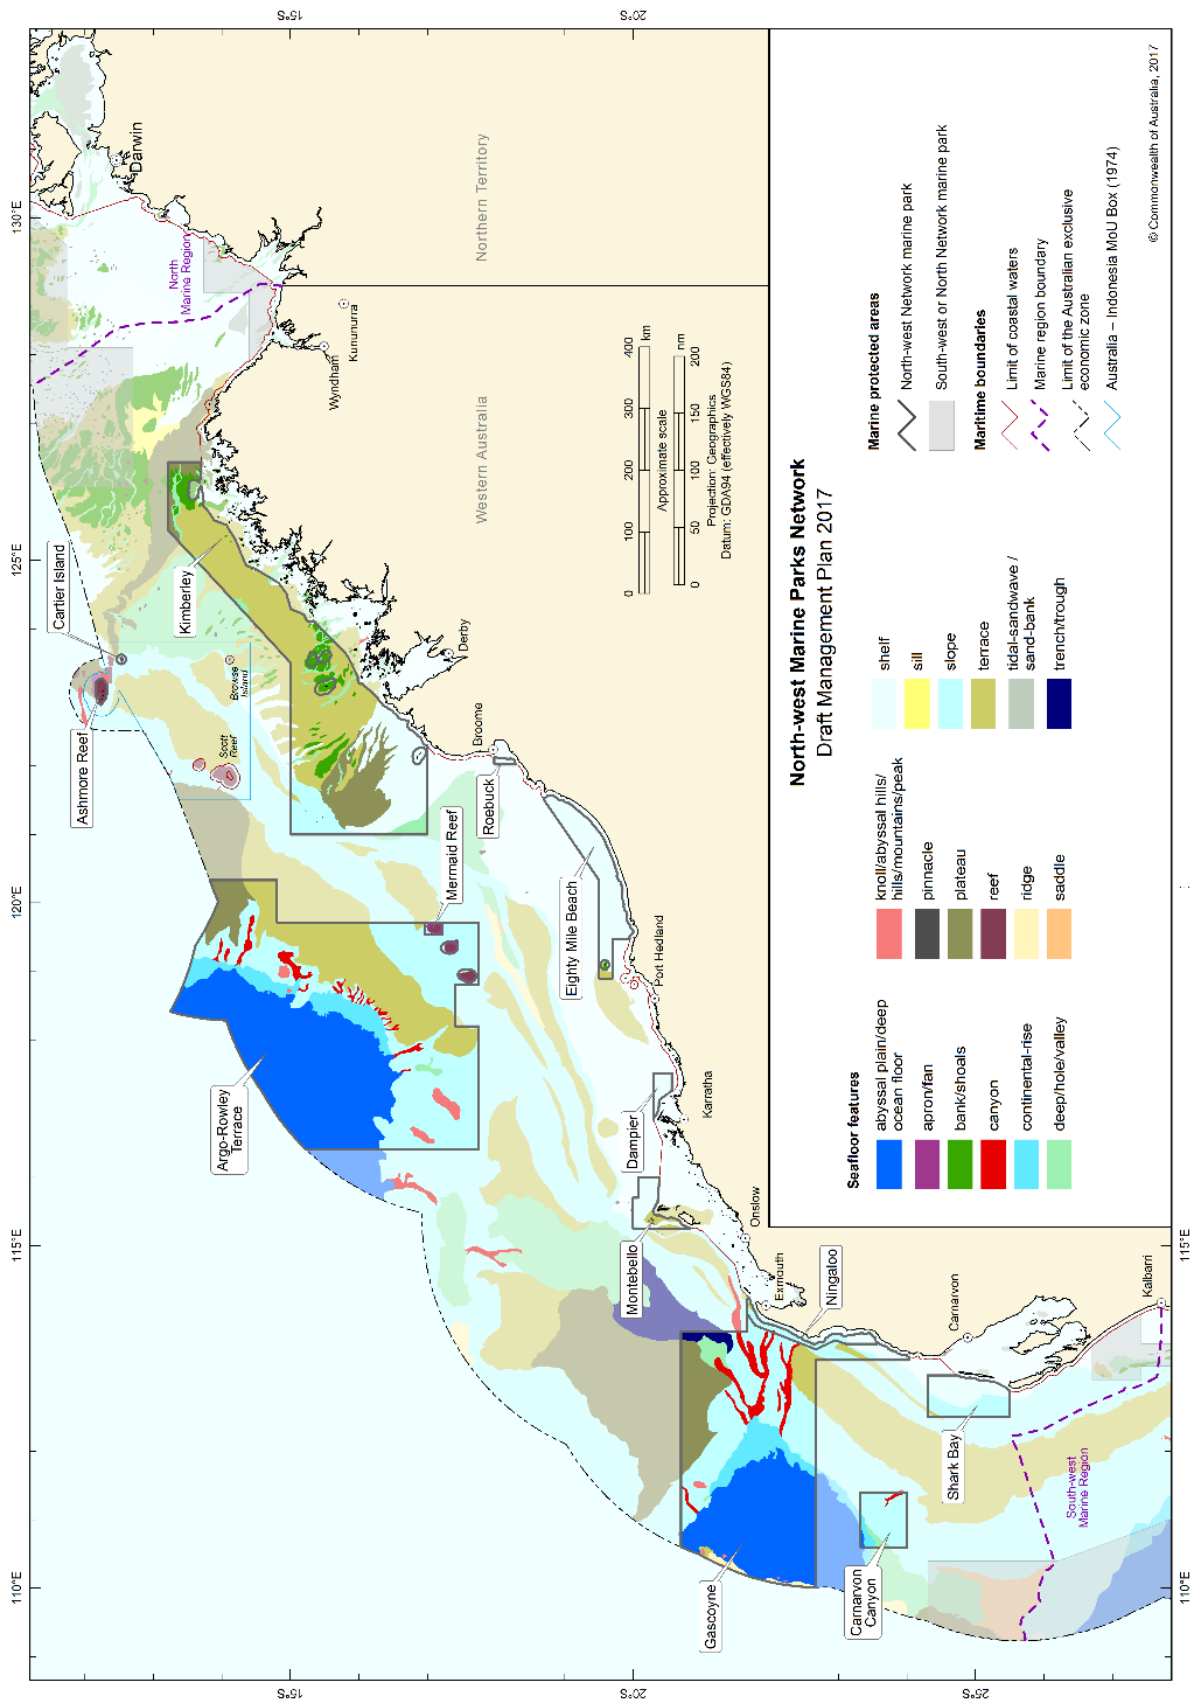 110°E
115°E
120°E
125°E
130°E
15°S
20°S
25°S
Ashmore Reef
Cartier Island
Scott
Reef
Browse
Island
Kimberley
North
Marine Region
Darwin
Argo-Rowley
Terrace
Mermaid Reef
Roebuck
Broome
Derby
Wyndham
Kununurra
Western Australia
Northern Territory
Eighty Mile Beach
Port Hedland
Dampier
Karratha
Montebello
Onslow
Exmouth
Ningaloo
Gascoyne
Carnarvon
Canyon
Carnarvon
Shark Bay
Kalbarri
South-west
Marine Region
15°S
20°S
25°S
110°E
115°E
0 100 200 300 400
km
Approximate scale
0 50 100 150 200
nm
Projection: Geographics
Datum: GDA94 (effectively WGS84)
North-west Marine Parks Network
Draft Management Plan 2017
Seafloor features
abyssal plain/deep
ocean floor
apron/fan
bank/shoals
canyon
continental-rise
deep/hole/valley
knoll/abyssal hills/
hills/mountains/peak
pinnacle
plateau
reef
ridge
saddle
shelf
sill
slope
terrace
tidal-sandwave /
sand-bank
trench/trough
Marine protected areas
North-west Network marine park
South-west or North Network marine park
Maritime boundaries
Limit of coastal waters
Marine region boundary
Limit of the Australian exclusive
economic zone
Australia – Indonesia MoU Box (1974)
© Commonwealth of Australia, 2017